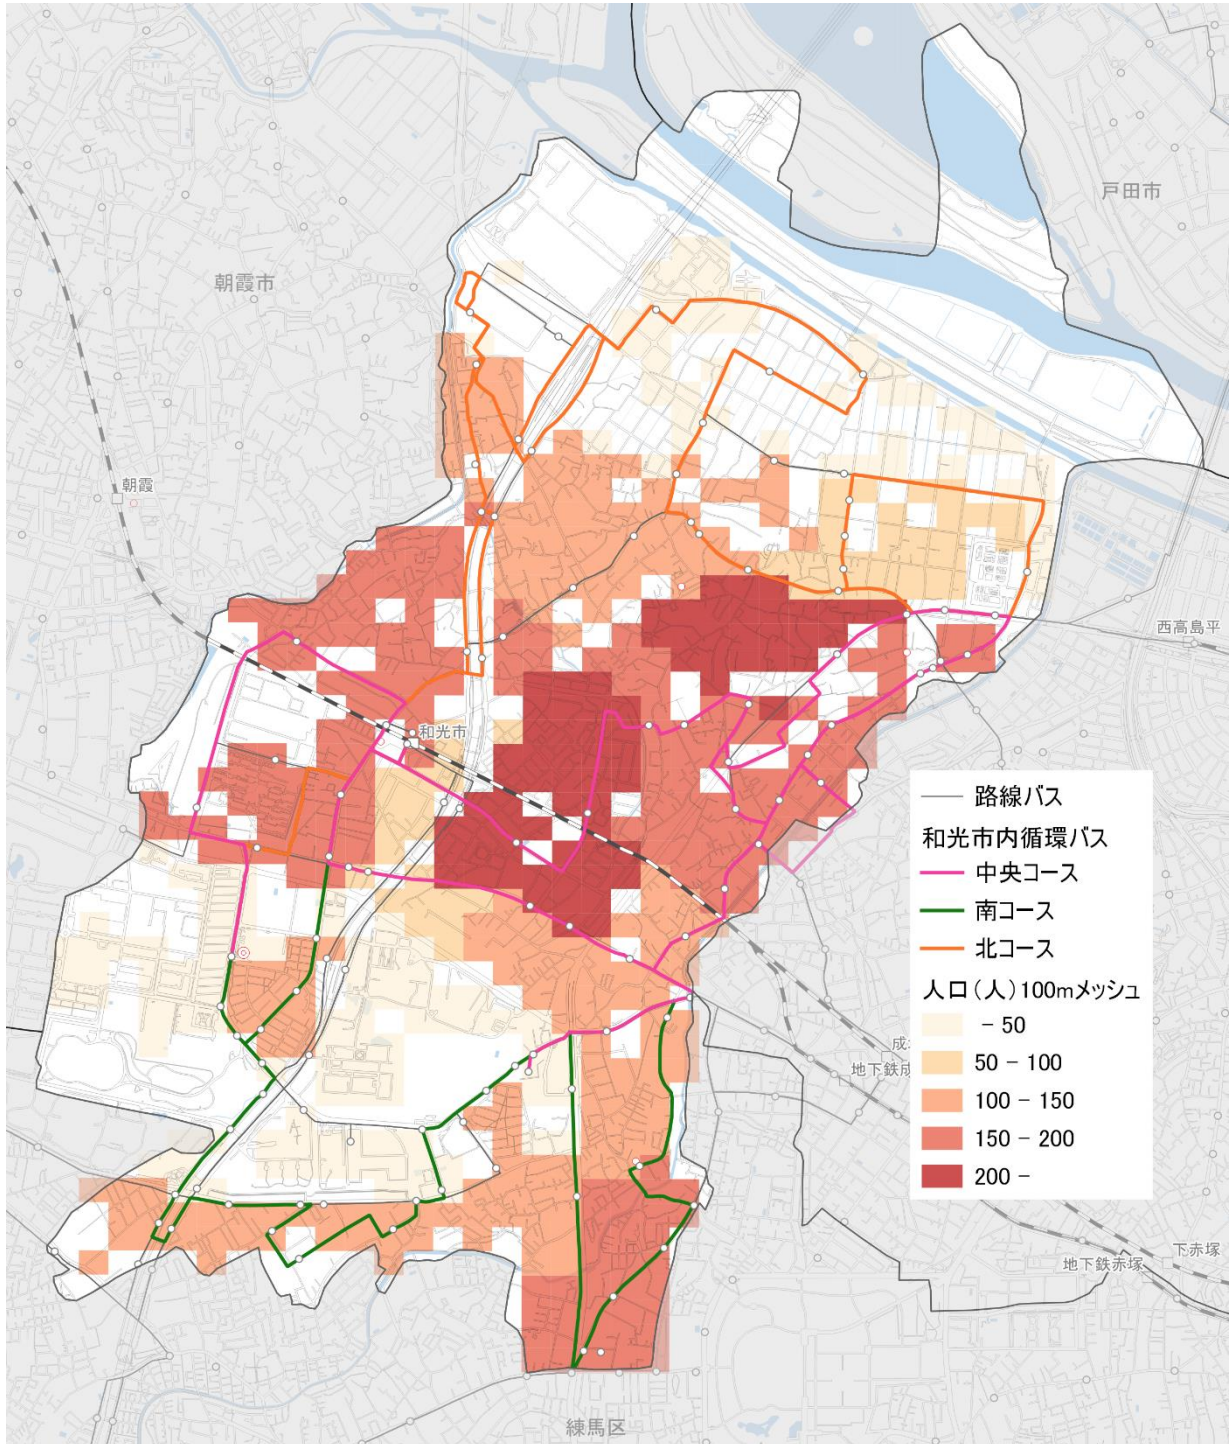 戸田市
朝霞市
朝霞
西高島平
和光市
路線バス
和光市内循環バス
中央コース
南コース
北コース
人口（人）100mメッシュ
- 50
50 - 100
100 - 150
150 - 200
200 -
地下鉄成
地下鉄赤塚
下赤塚
練馬区